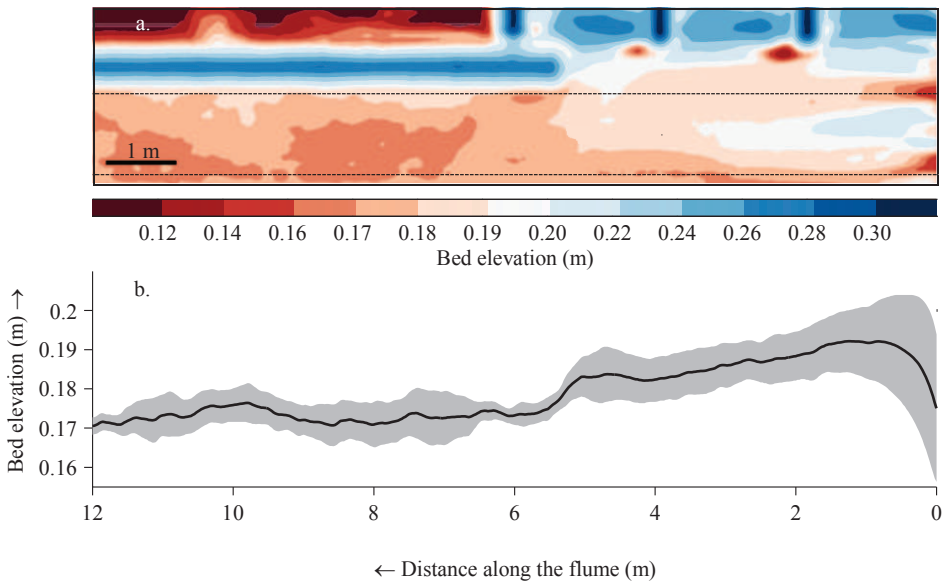 a.
1 m
0.12 0.14 0.16 0.17 0.18 0.19 0.20 0.22 0.24 0.26 0.28 0.30
Bed elevation (m)
b.
Bed elevation (m) →
0.2
0.19
0.18
0.17
0.16
12 10 8 6 4 2 0
← Distance along the flume (m)